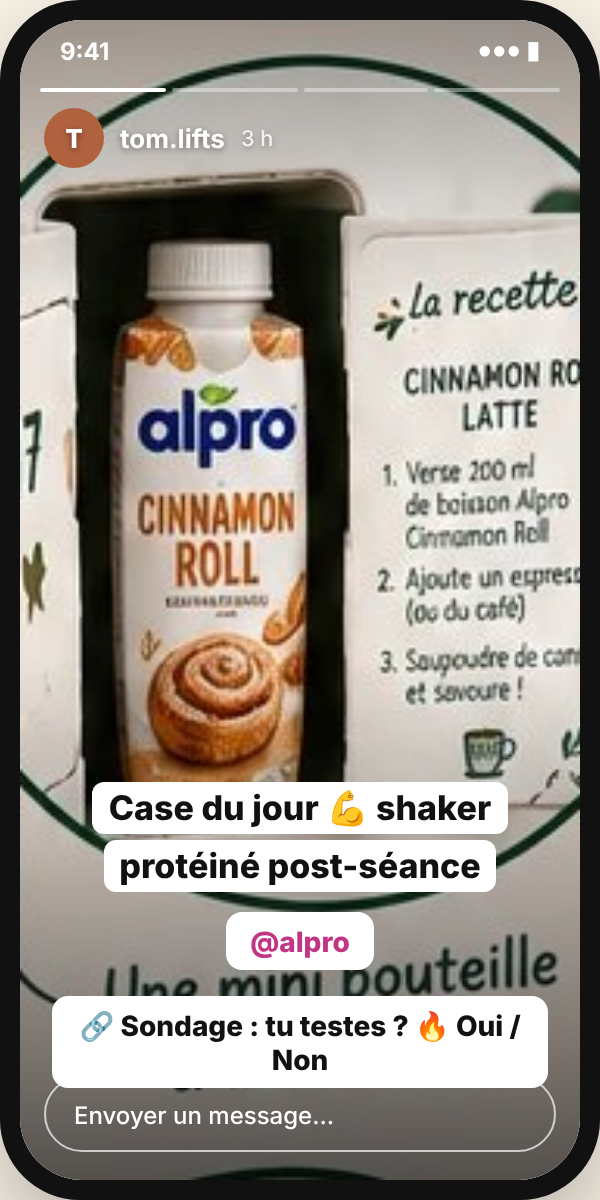 9:41
T tom.lifts 3 h
alpro
CINNAMON
ROLL
7
La recette
CINNAMON RO
LATTE
1. Verse 200 ml
de boisson Alpro
Cinnamon Roll
2. Ajoute un espress
(ou du café)
3. Saupoudre de can
et savoure !
Case du jour 💪 shaker
protéiné post-séance
@alpro
Une mini bouteille
🔗 Sondage : tu testes ? 🔥 Oui /
Non
Envoyer un message...